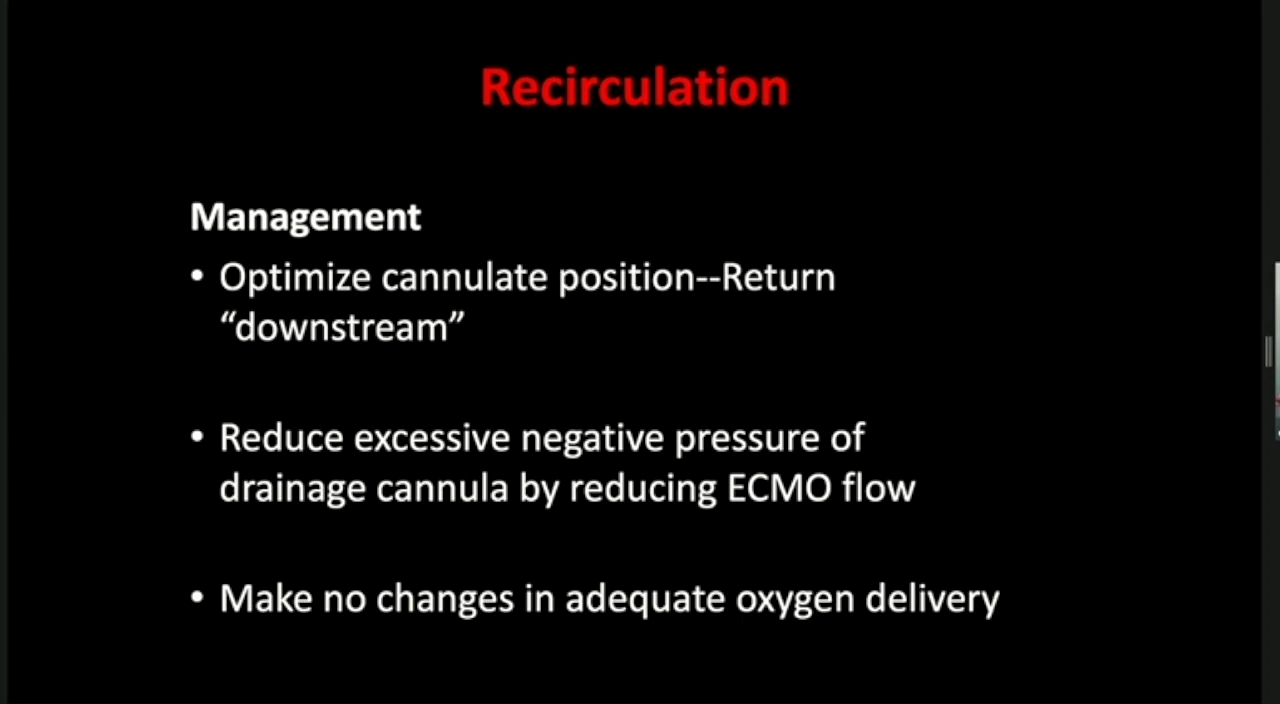 Recirculation
Management
• Optimize cannulate position--Return
“downstream”
• Reduce excessive negative pressure of
drainage cannula by reducing ECMO flow
• Make no changes in adequate oxygen delivery